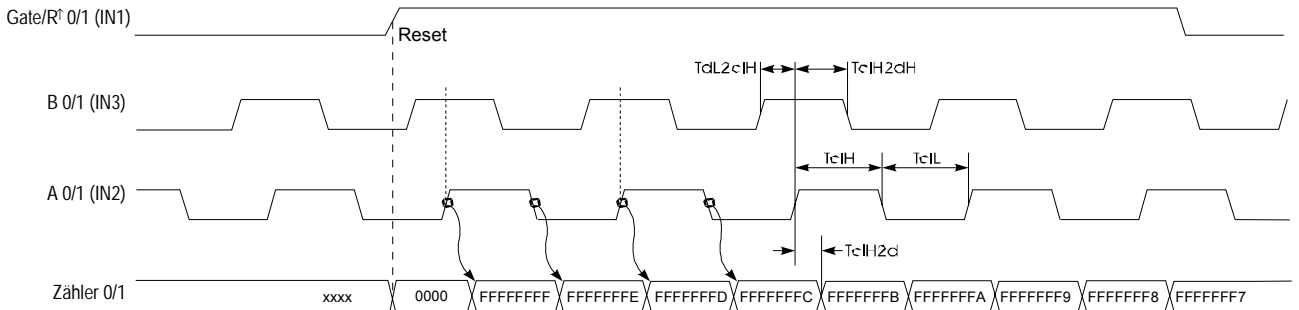 Gate/R↑ 0/1 (IN1)
Reset
TdL2clH
TclH2dH
B 0/1 (IN3)
TclH
TclL
A 0/1 (IN2)
TclH2d
Zähler 0/1
xxxx
0000
FFFFFFFF
FFFFFFFE
FFFFFFFD
FFFFFFFC
FFFFFFFB
FFFFFFFA
FFFFFFF9
FFFFFFF8
FFFFFFF7